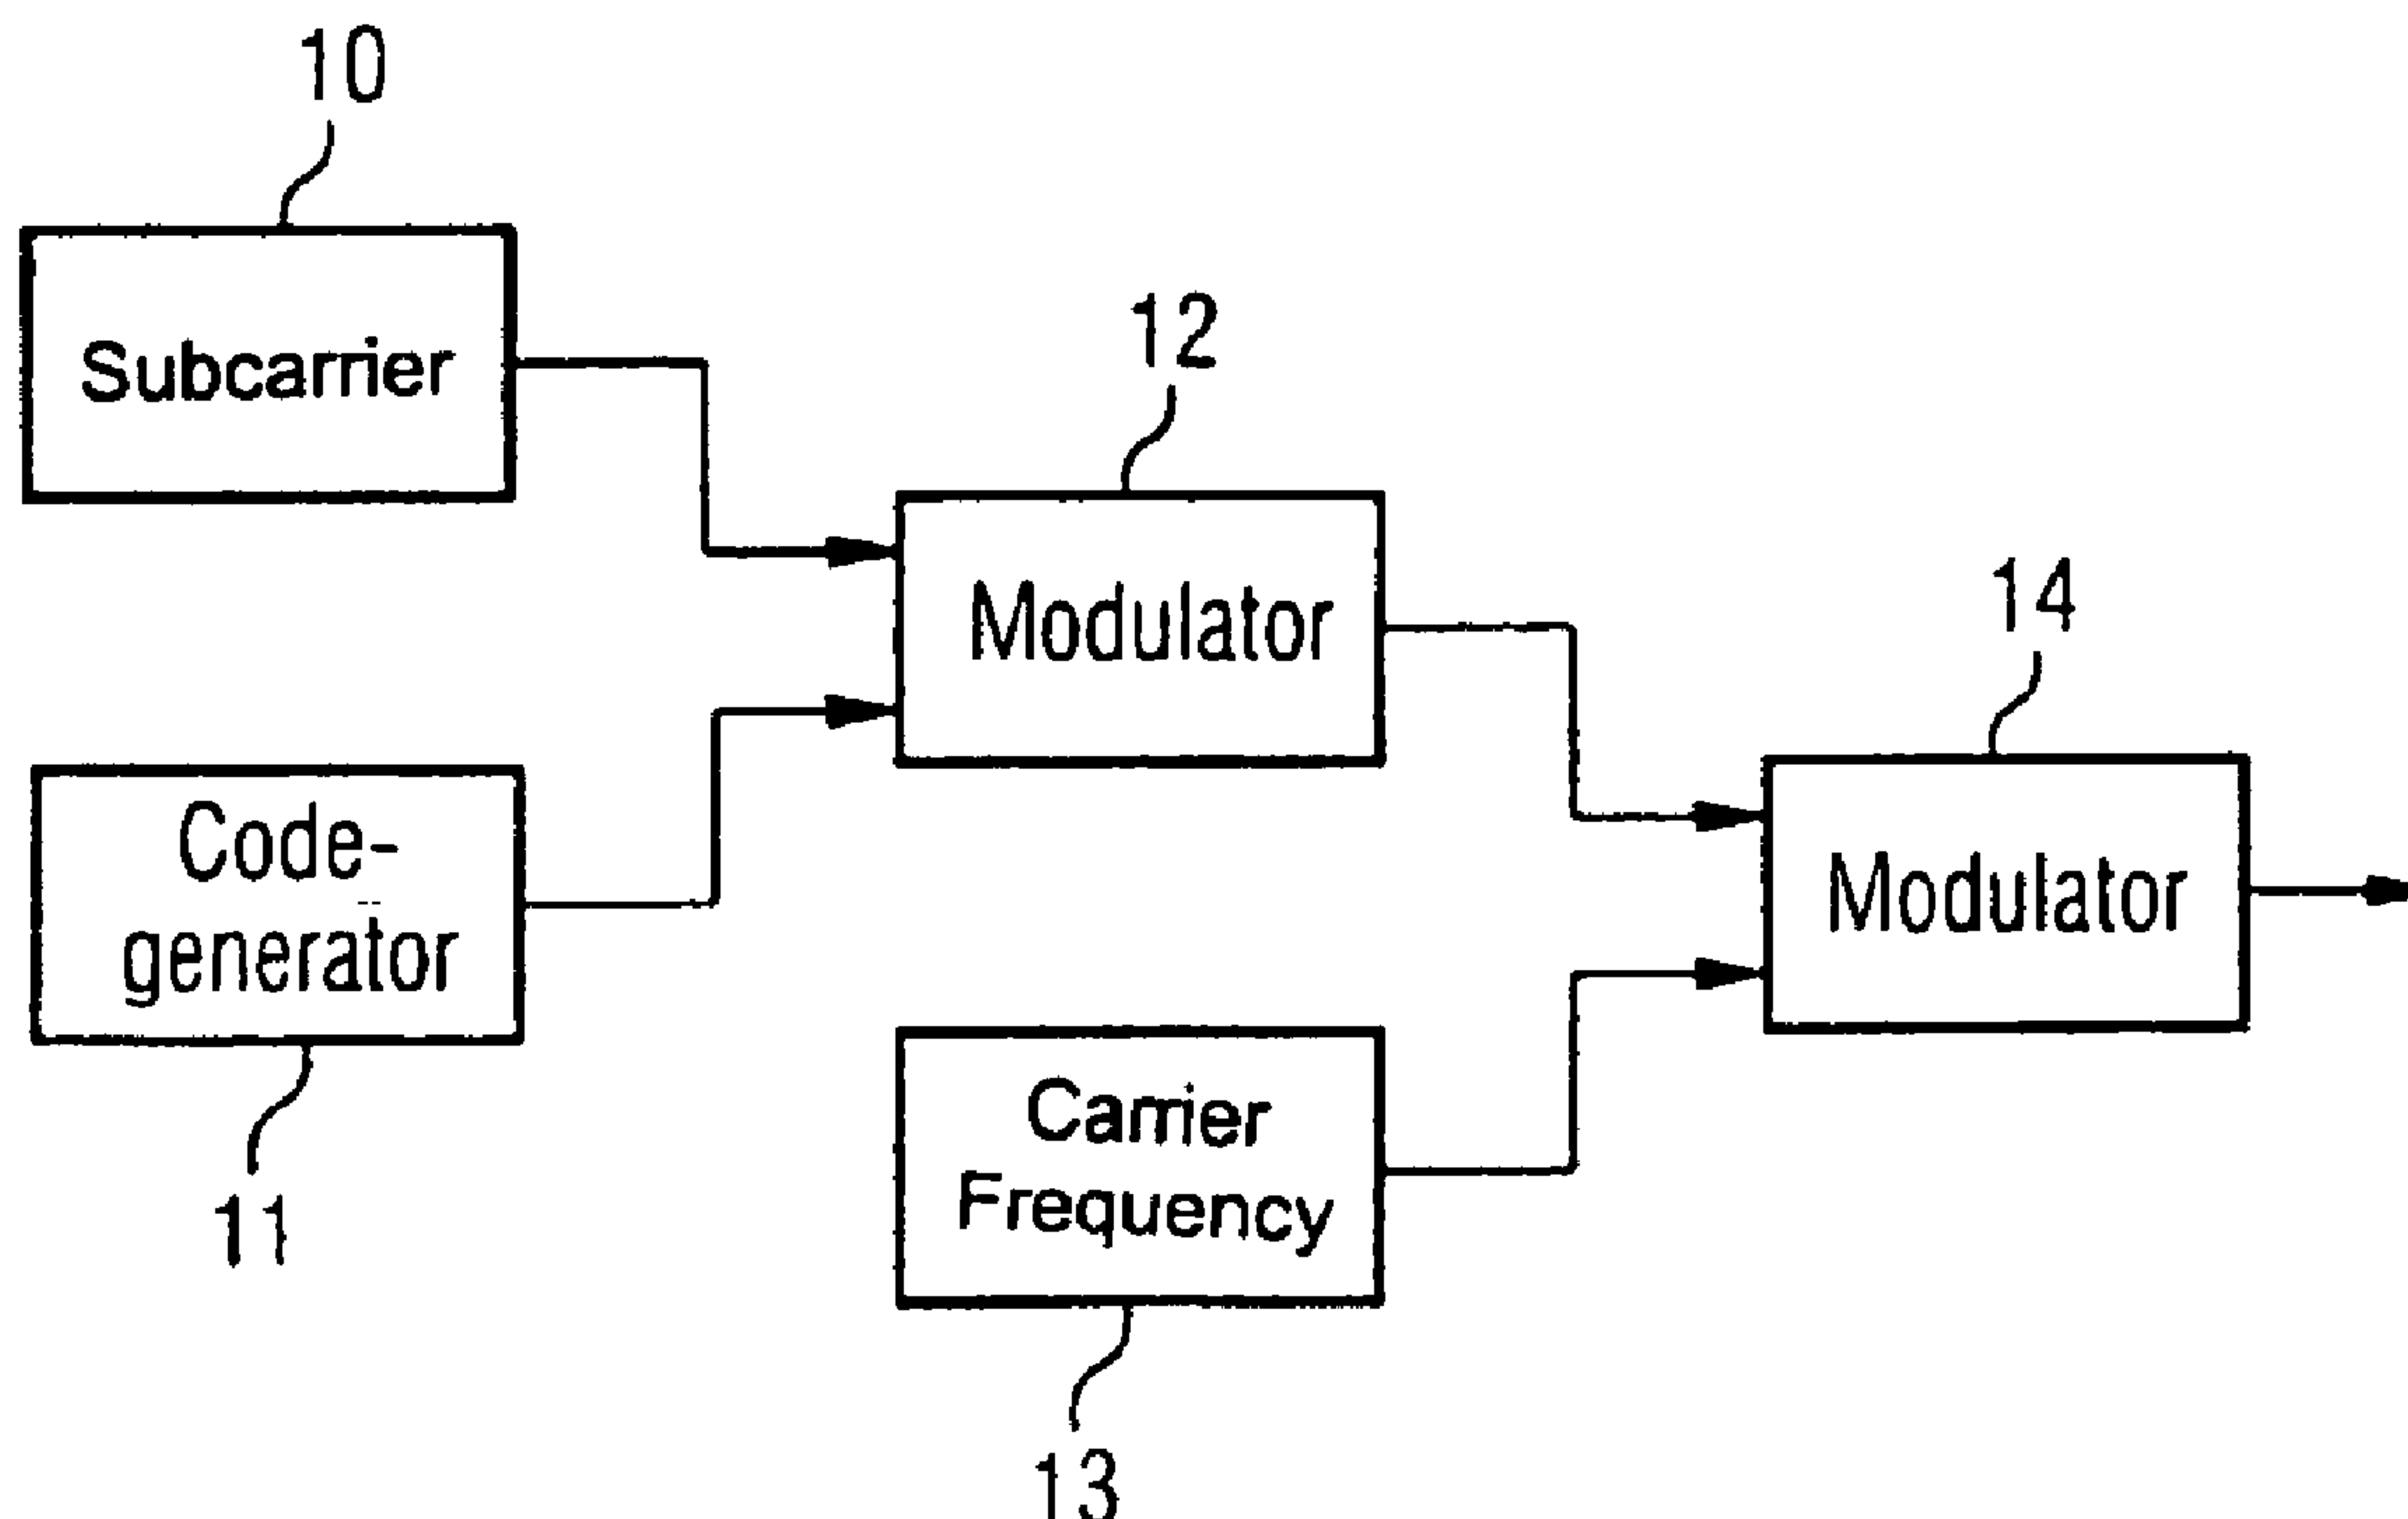 10
Subcarrier
12
Modulator
14
Modulator
Code-
generator
11
Carrier
Frequency
13